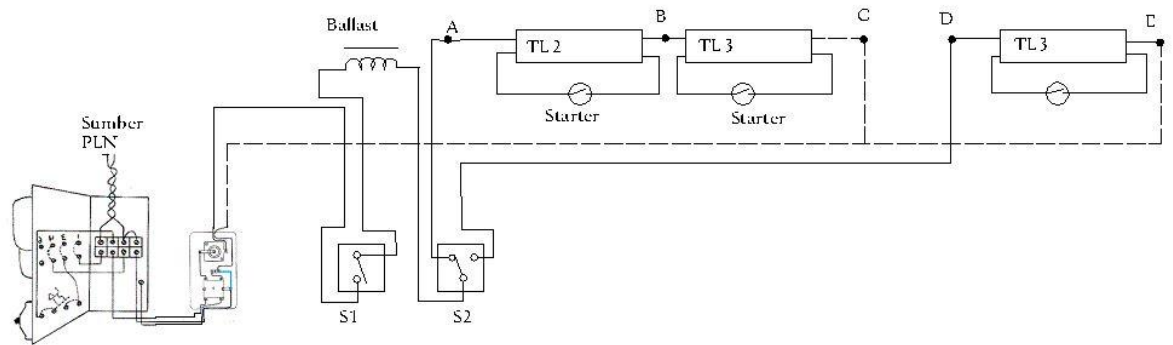 Ballast
A
B
C
D
E
TL 2
TL 3
TL 3
Starter
Starter
Sumber
PLN
S1
S2